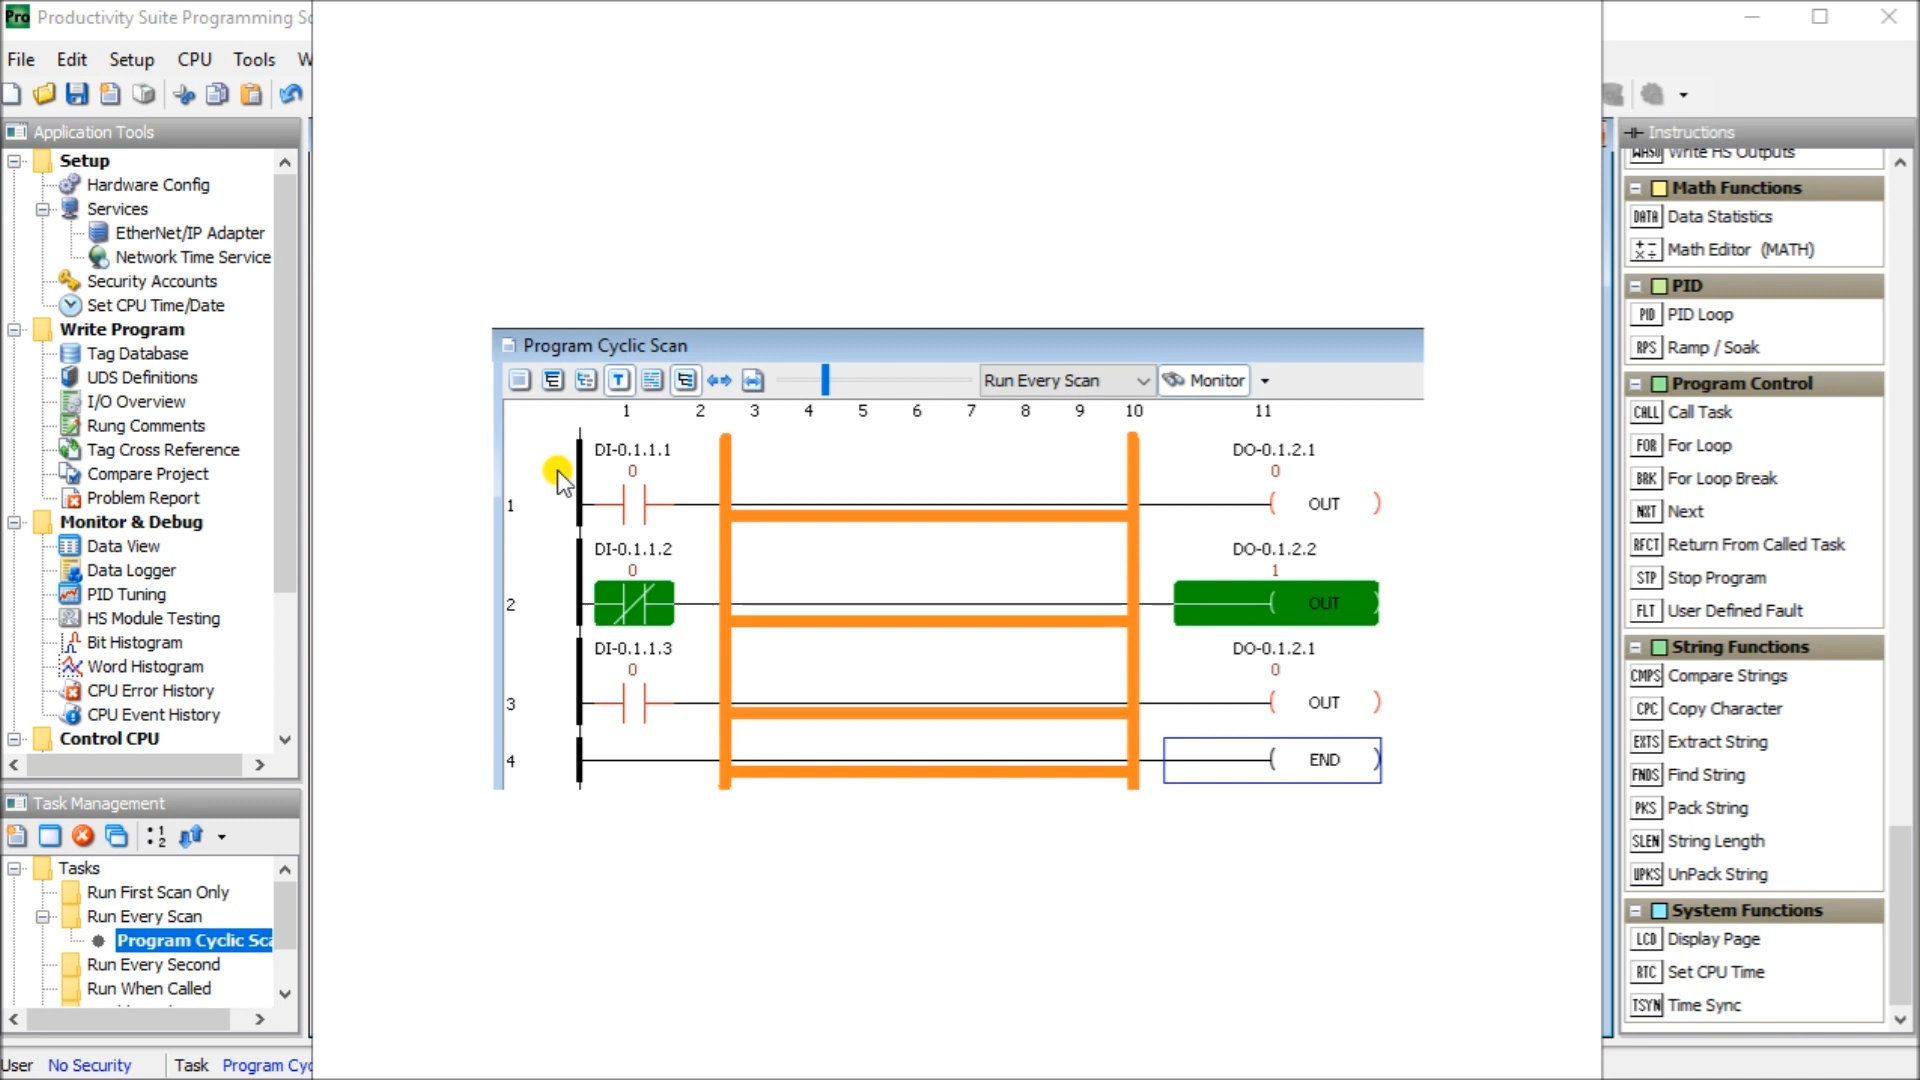 Pro Productivity Suite Programming So
File Edit Setup CPU Tools W
Application Tools
Setup
Hardware Config
Services
EtherNet/IP Adapter
Network Time Service
Security Accounts
Set CPU Time/Date
Write Program
Tag Database
UDS Definitions
I/O Overview
Rung Comments
Tag Cross Reference
Compare Project
Problem Report
Monitor & Debug
Data View
Data Logger
PID Tuning
HS Module Testing
Bit Histogram
Word Histogram
CPU Error History
CPU Event History
Control CPU
Task Management
Tasks
Run First Scan Only
Run Every Scan
Program Cyclic Sca
Run Every Second
Run When Called
User No Security Task Program Cyc
Program Cyclic Scan
Run Every Scan Monitor
1 2 3 4 5 6 7 8 9 10 11
DI-0.1.1.1 DO-0.1.2.1
0 0
1 OUT
DI-0.1.1.2 DO-0.1.2.2
0 1
2 OUT
DI-0.1.1.3 DO-0.1.2.1
0 0
3 OUT
4 END
Instructions
Write HS Outputs
Math Functions
DATA Data Statistics
Math Editor (MATH)
PID
PID PID Loop
RPS Ramp / Soak
Program Control
CALL Call Task
FOR For Loop
BRK For Loop Break
NXT Next
RFCT Return From Called Task
STP Stop Program
FLT User Defined Fault
String Functions
CMPS Compare Strings
CPC Copy Character
EXTS Extract String
FNDS Find String
PKS Pack String
SLEN String Length
UPKS UnPack String
System Functions
LCD Display Page
RTC Set CPU Time
TSYN Time Sync